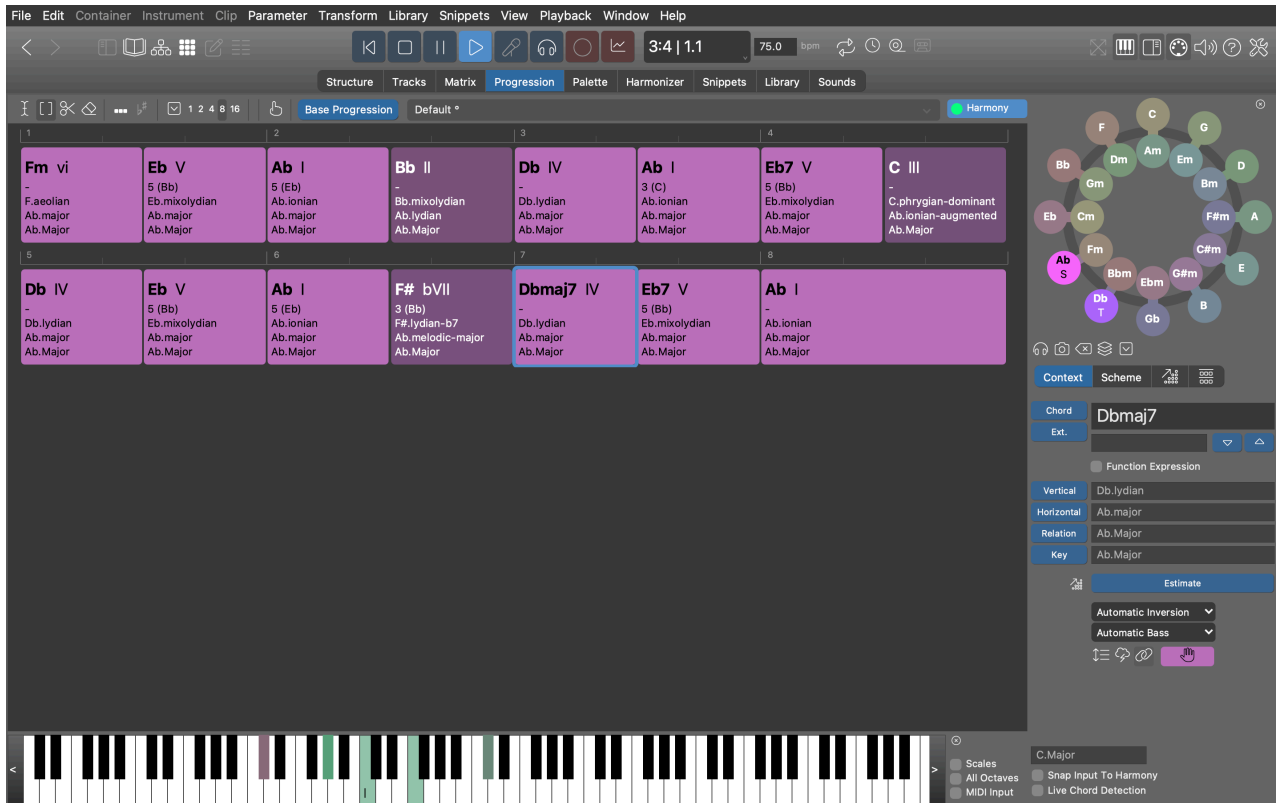 File Edit Container Instrument Clip Parameter Transform Library Snippets View Playback Window Help
3:4 | 1.1
75.0 bpm
Structure Tracks Matrix Progression Palette Harmonizer Snippets Library Sounds
1 2 4 8 16
Base Progression
Default *
Harmony
1 2 3 4
Fm vi Eb V Ab I Bb II Db IV Ab I Eb7 V C III
- 5 (Bb) 5 (Eb) - - 3 (C) 5 (Bb) -
F.aeolian Eb.mixolydian Ab.ionian Bb.mixolydian Db.lydian Ab.ionian Eb.mixolydian C.phrygian-dominant
Ab.major Ab.major Ab.major Ab.lydian Ab.major Ab.major Ab.major Ab.ionian-augmented
Ab.Major Ab.Major Ab.Major Ab.Major Ab.Major Ab.Major Ab.Major Ab.Major
5 6 7 8
Db IV Eb V Ab I F# bVII Dbmaj7 IV Eb7 V Ab I
- 5 (Bb) 5 (Eb) 3 (Bb) - 5 (Bb) -
Db.lydian Eb.mixolydian Ab.ionian F#.lydian-b7 Db.lydian Eb.mixolydian Ab.ionian
Ab.major Ab.major Ab.major Ab.melodic-major Ab.major Ab.major Ab.major
Ab.Major Ab.Major Ab.Major Ab.Major Ab.Major Ab.Major Ab.Major
C
F G
Am
Dm Em
Bb D
Gm Bm
Eb Cm F#m A
Fm C#m
Ab E
S
Bbm Ebm G#m
Db B
T
Gb
Context Scheme
Chord Dbmaj7
Ext.
Function Expression
Vertical Db.lydian
Horizontal Ab.major
Relation Ab.Major
Key Ab.Major
Estimate
Automatic Inversion
Automatic Bass
< I >
Scales
All Octaves
MIDI Input
C.Major
Snap Input To Harmony
Live Chord Detection